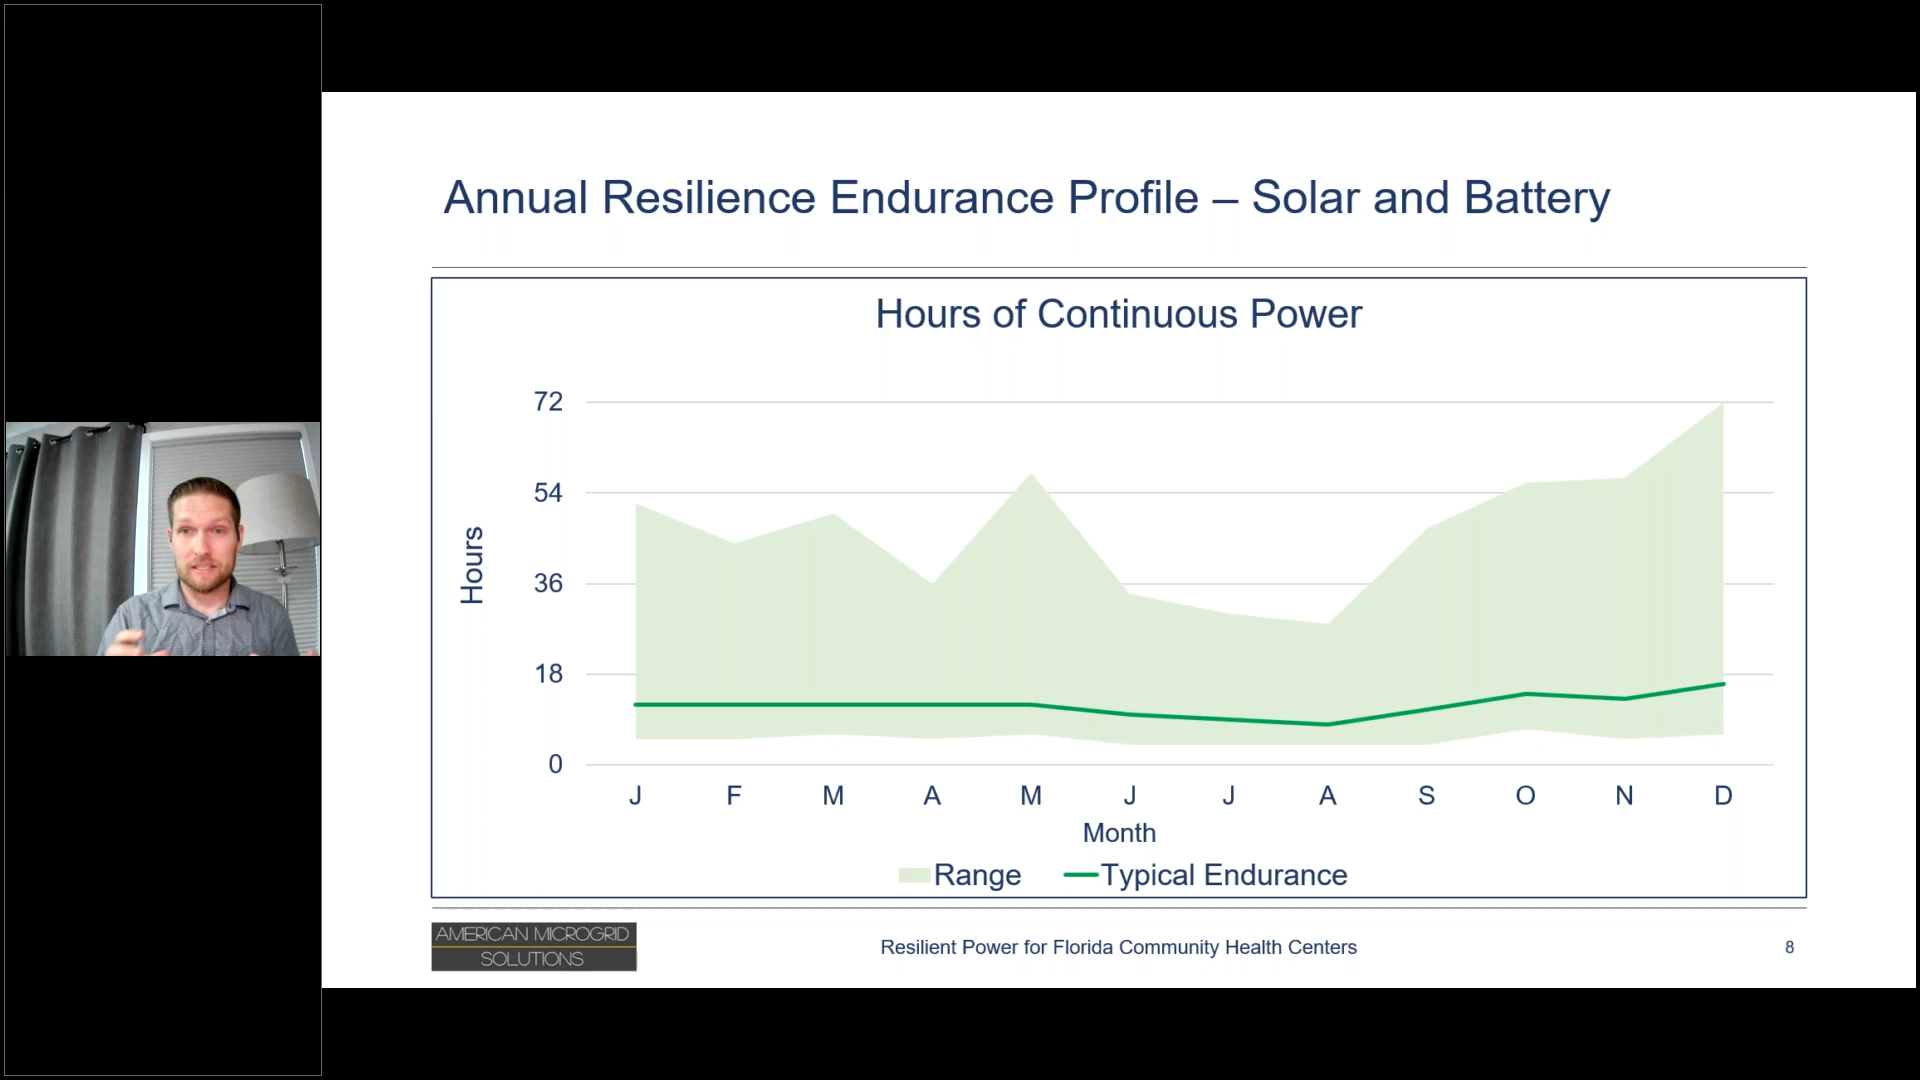 Annual Resilience Endurance Profile – Solar and Battery
Hours of Continuous Power
72
54
36
18
0
Hours
J F M A M J J A S O N D
Month
Range Typical Endurance
AMERICAN MICROGRID
SOLUTIONS
Resilient Power for Florida Community Health Centers
8